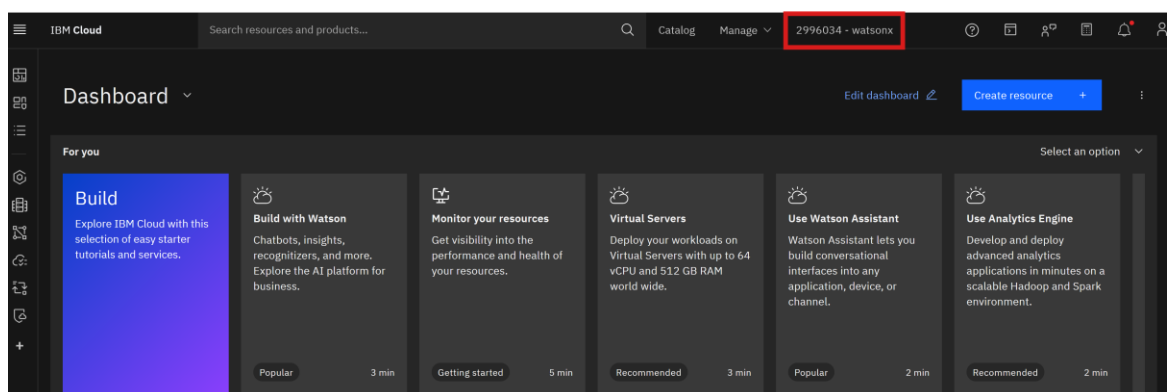 IBM Cloud
Search resources and products...
Catalog
Manage
2996034 - watsonx
Dashboard
Edit dashboard
Create resource +
For you
Select an option
Build
Explore IBM Cloud with this
selection of easy starter
tutorials and services.
Build with Watson
Chatbots, insights,
recognizers, and more.
Explore the AI platform for
business.
Popular
3 min
Monitor your resources
Get visibility into the
performance and health of
your resources.
Getting started
5 min
Virtual Servers
Deploy your workloads on
Virtual Servers with up to 64
vCPU and 512 GB RAM
world wide.
Recommended
3 min
Use Watson Assistant
Watson Assistant lets you
build conversational
interfaces into any
application, device, or
channel.
Popular
2 min
Use Analytics Engine
Develop and deploy
advanced analytics
applications in minutes on a
scalable Hadoop and Spark
environment.
Recommended
2 min